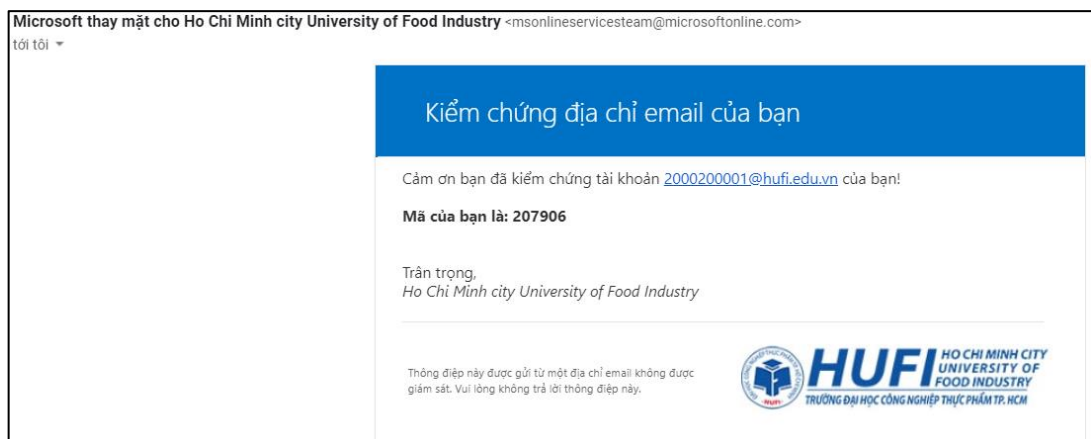 Microsoft thay mặt cho Ho Chi Minh city University of Food Industry <msonlineservicesteam@microsoftonline.com>
tới tôi
Kiểm chứng địa chỉ email của bạn
Cảm ơn bạn đã kiểm chứng tài khoản 2000200001@hufi.edu.vn của bạn!
Mã của bạn là: 207906
Trân trọng,
Ho Chi Minh city University of Food Industry
Thông điệp này được gửi từ một địa chỉ email không được
giám sát. Vui lòng không trả lời thông điệp này.
HUFI
HO CHI MINH CITY
UNIVERSITY OF
FOOD INDUSTRY
TRƯỜNG ĐẠI HỌC CÔNG NGHIỆP THỰC PHẨM TP. HCM